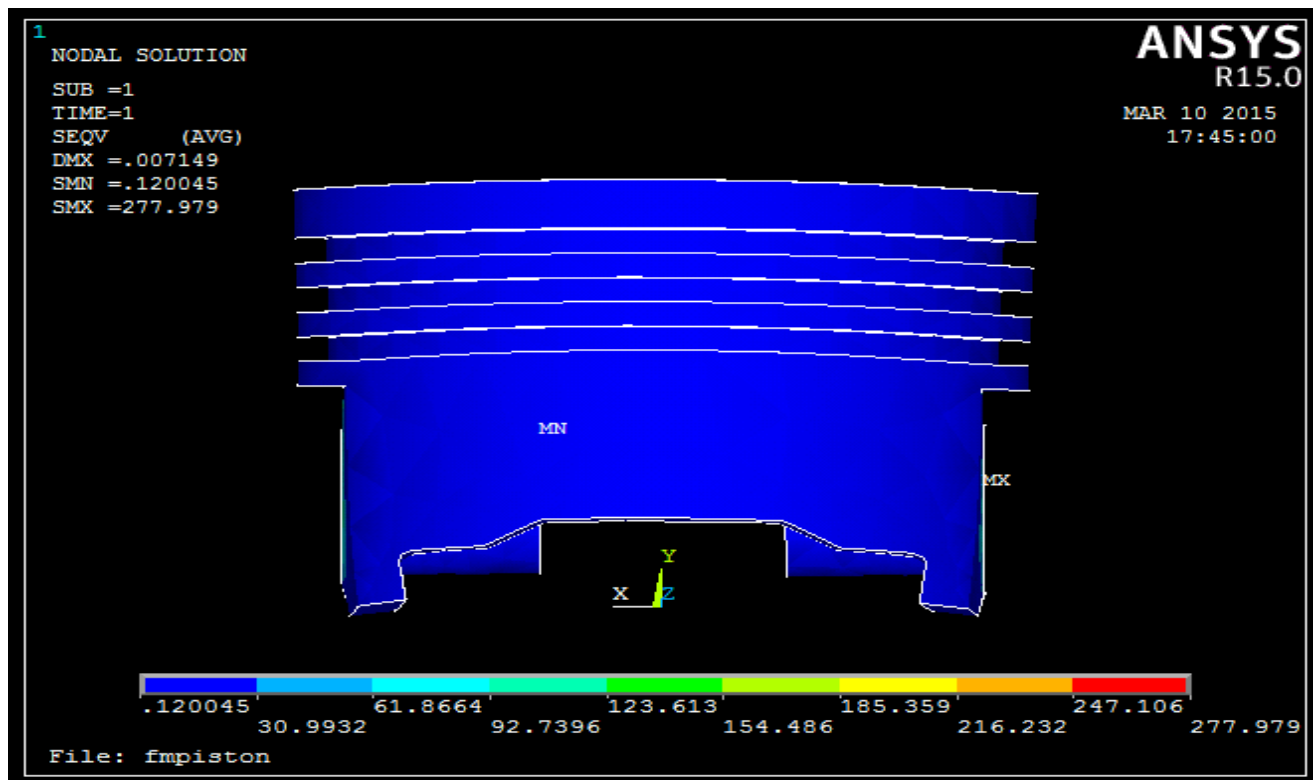 1
NODAL SOLUTION
SUB =1
TIME=1
SEQV (AVG)
DMX =.007149
SMN =.120045
SMX =277.979
ANSYS
R15.0
MAR 10 2015
17:45:00
MN
MX
Y
X Z
.120045 61.8664 123.613 185.359 247.106
30.9932 92.7396 154.486 216.232 277.979
File: fmpiston